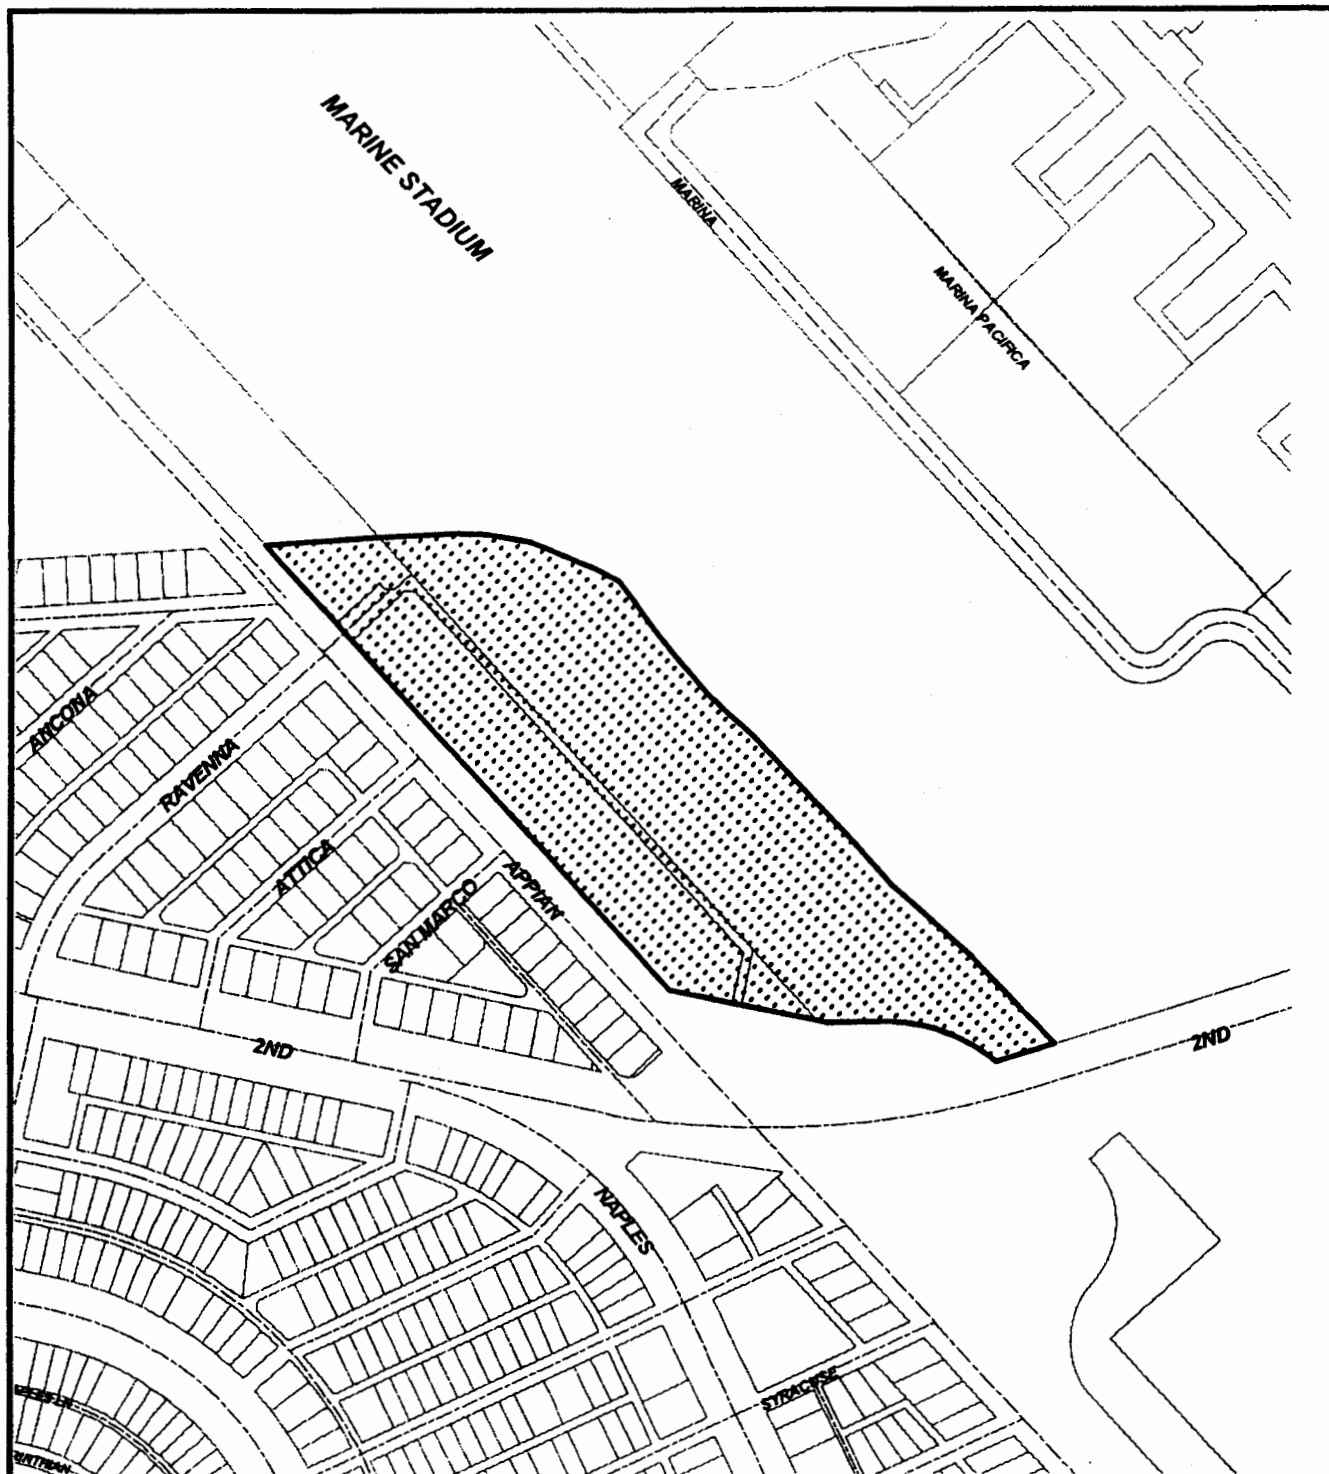 MARINE STADIUM
MARINA
MARINA PACIFICA
ANCONA
RAVENNA
ATTICA
SAN MARCO
APPIAN
2ND
2ND
NAPLES
SYRACUSE